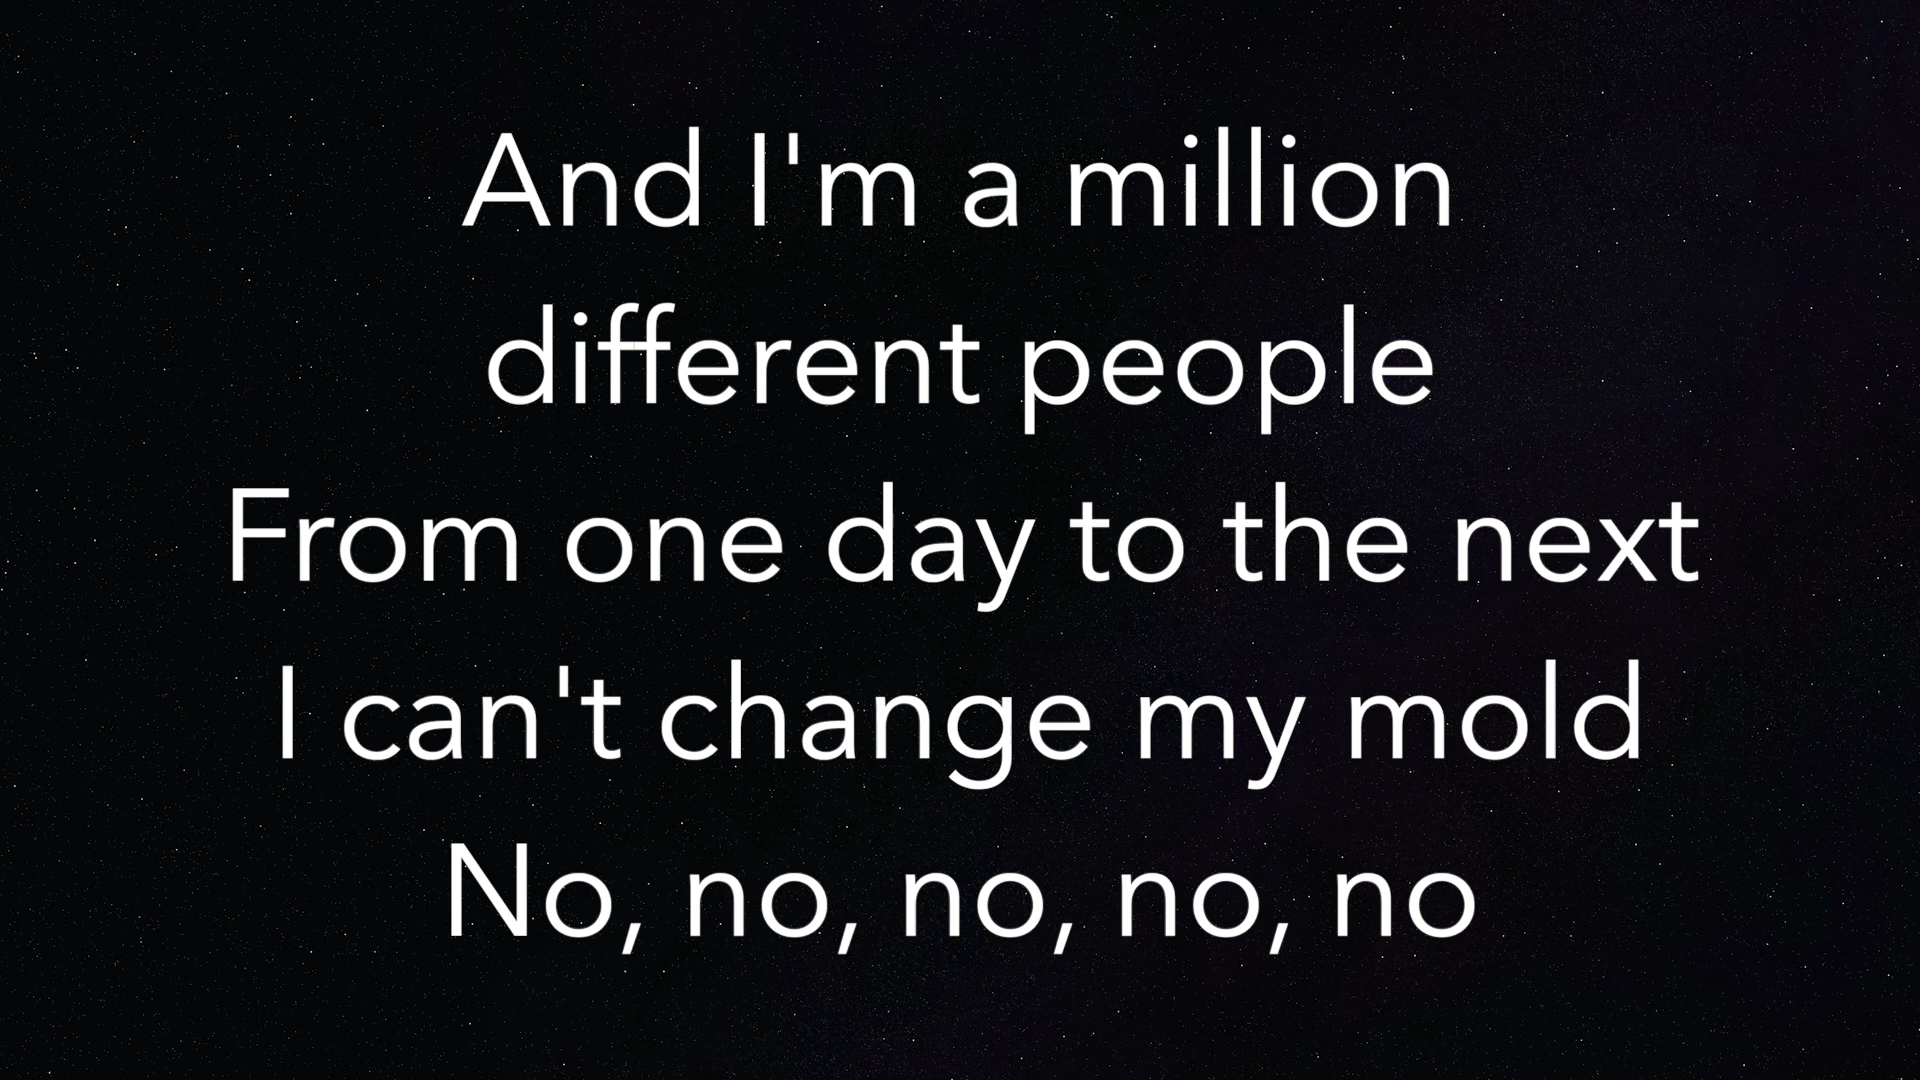 And I'm a million
different people
From one day to the next
I can't change my mold
No, no, no, no, no